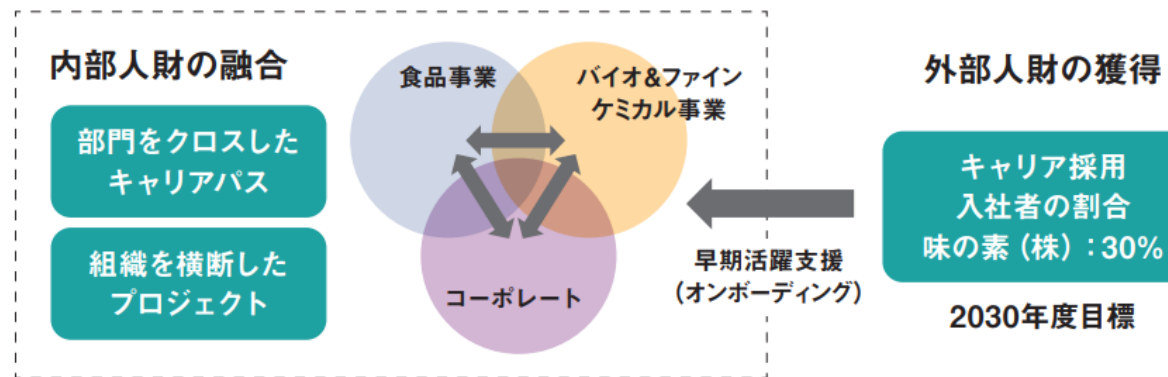 内部人財の融合
部門をクロスした
キャリアパス
組織を横断した
プロジェクト
食品事業
バイオ&ファイン
ケミカル事業
コーポレート
早期活躍支援
(オンボーディング)
外部人財の獲得
キャリア採用
入社者の割合
味の素(株):30%
2030年度目標